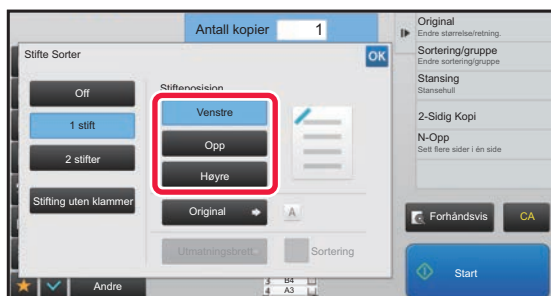 Antall kopier 1
Stifte Sorter
OK
Off
1 stift
2 stifter
Stifting uten klammer
Stifteposisjon
Venstre
Opp
Høyre
Original
A
Utmatningsbrett
Sortering
Andre
B4
A3
Original
Endre størrelse/retning.
Sortering/gruppe
Endre sortering/gruppe
Stansing
Stansehull
2-Sidig Kopi
N-Opp
Sett flere sider i én side
Forhåndsvis
CA
Start